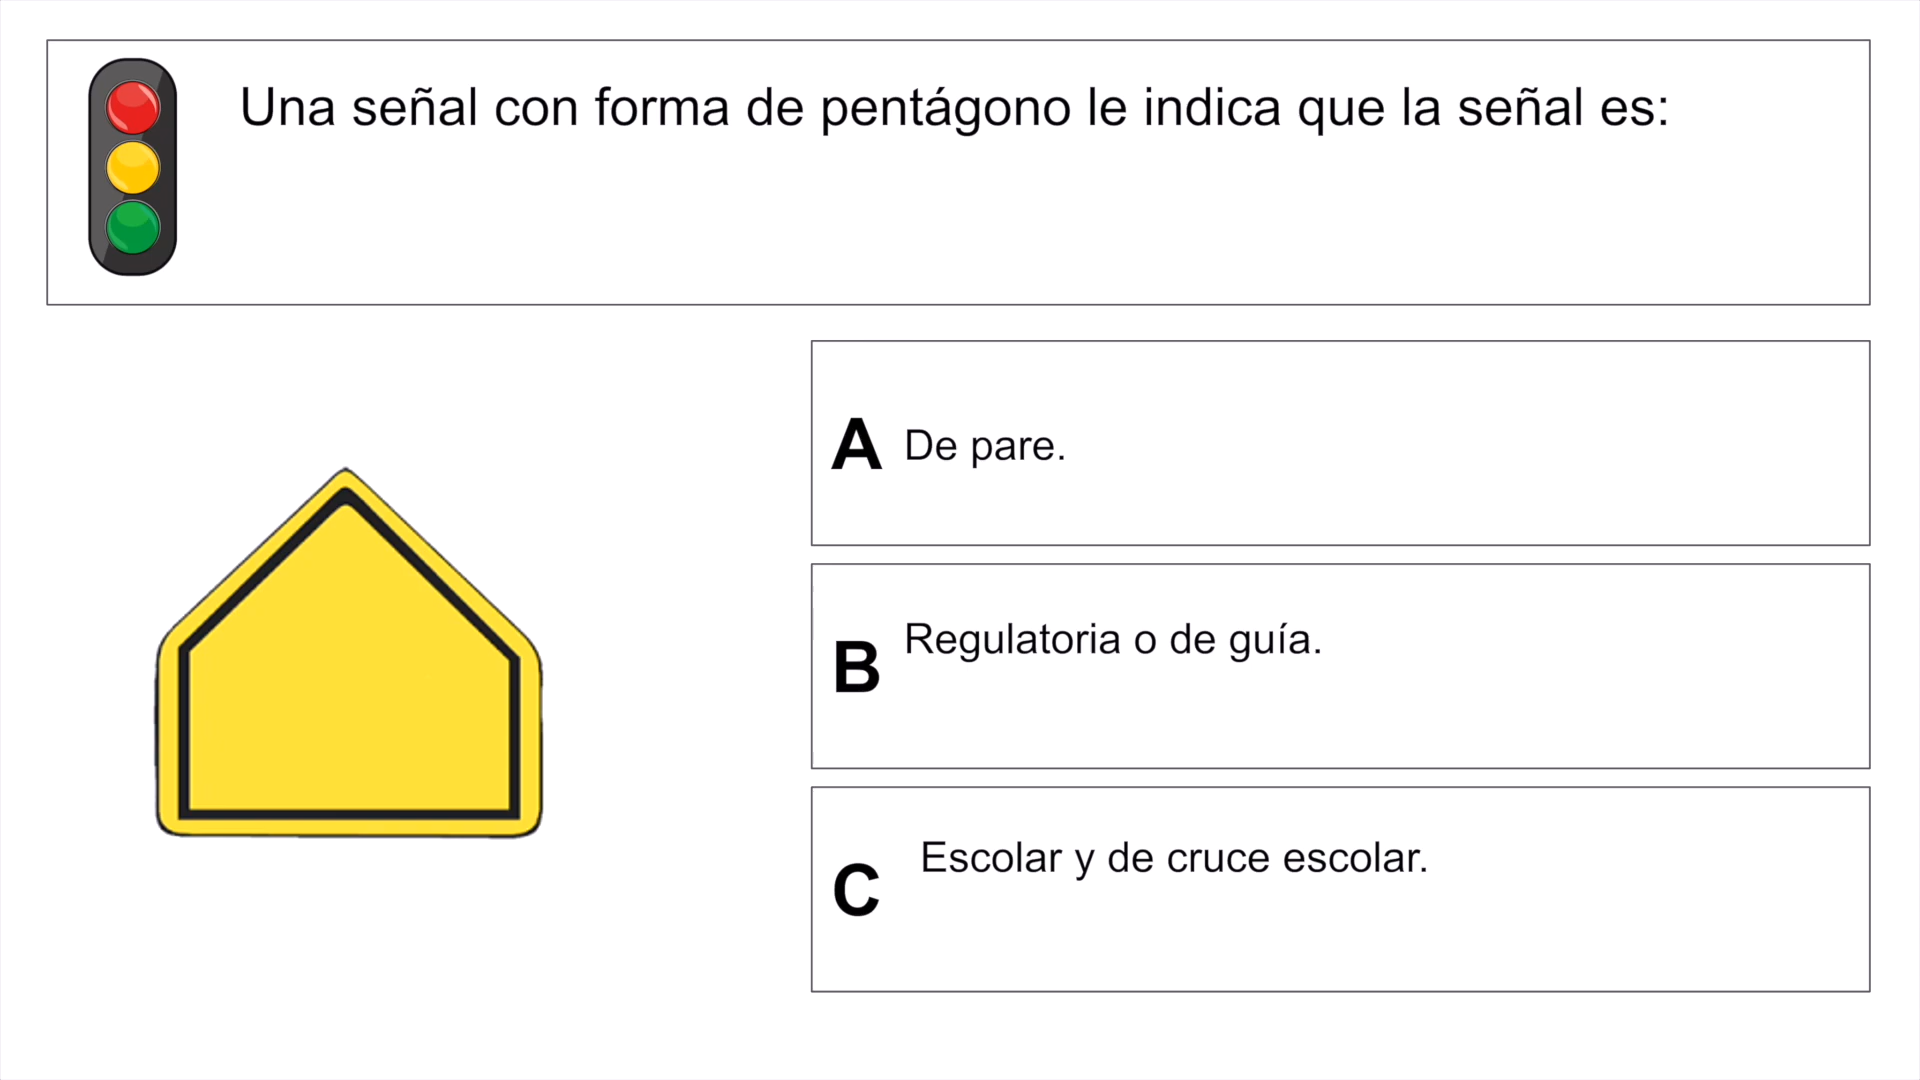 Una señal con forma de pentágono le indica que la señal es:
A De pare.
B Regulatoria o de guía.
C Escolar y de cruce escolar.